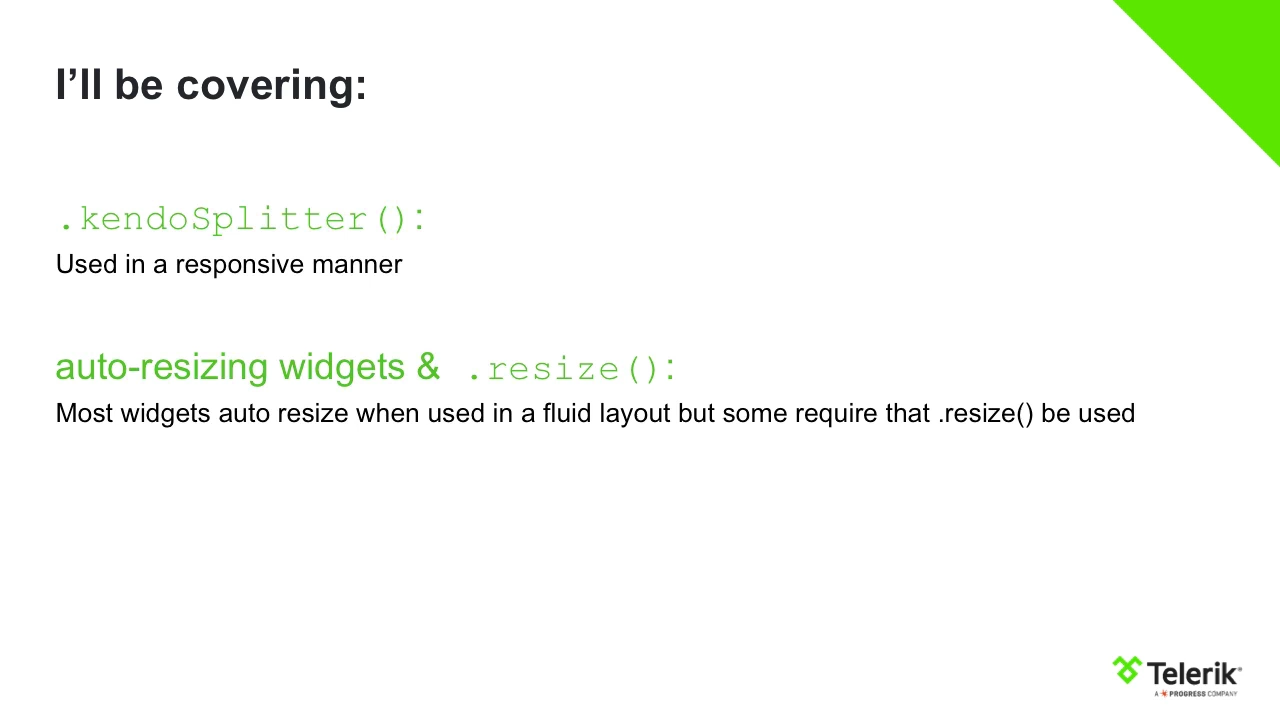 I’ll be covering:
.kendoSplitter():
Used in a responsive manner
auto-resizing widgets & .resize():
Most widgets auto resize when used in a fluid layout but some require that .resize() be used
Telerik®
A PROGRESS COMPANY